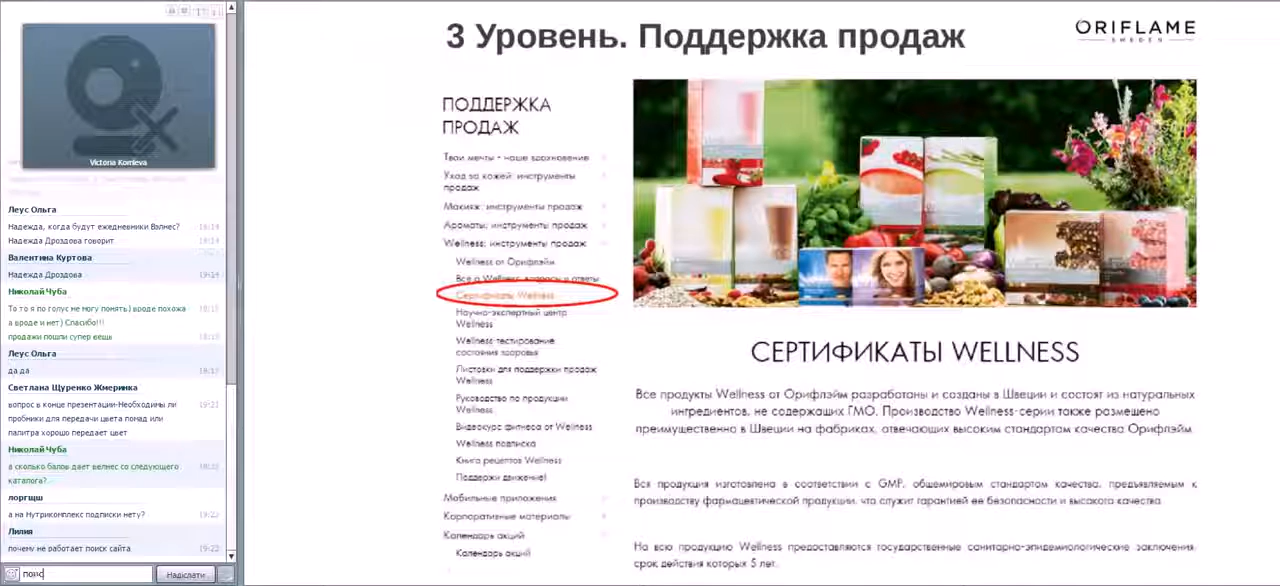 Victoria Kornleva
Леус Ольга
Надежда, когда будут ежедневники Вэлнес?
Надежда Дроздова говорит
Валентина Куртова
Надежда Дроздова
19:14
Николай Чуба
То то я по голус не могу понять) вроде похожа
а вроде и нет) Спасибо!!!
продажи пошли супер вещь
Леус Ольга
да да
Светлана Щуренко Жмеринка
вопрос в конце презентации-Необходимы ли
19:21
пробники для передачи цвета помад или
палитра хорошо передает цвет
Николай Чуба
а сколько балов дает велнес со следующего
каталога?
лоргщш
а на Нутрикомплекс подписки нету?
19:22
Лилия
почему не работает поиск сайта
19:22
Надіслати
3 Уровень. Поддержка продаж
ORIFLAME
SWEDEN
ПОДДЕРЖКА
ПРОДАЖ
Твои мечты - наше вдохновение
Уход за кожей: инструменты
продаж
Макияж: инструменты продаж
Ароматы: инструменты продаж
Wellness: инструменты продаж
Wellness от Орифлэйм
Все о Wellness: вопросы и ответы
Сертификаты Wellness
Научно-экспертный центр
Wellness
Wellness-тестирование
состояния здоровья
Листовки для поддержки продаж
Wellness
Руководство по продукции
Wellness
Видеокурс фитнеса от Wellness
Wellness подписка
Книга рецептов Wellness
Поддержи движение!
Мобильные приложения
Корпоративные материалы
Календарь акций
Календарь акций
СЕРТИФИКАТЫ WELLNESS
Все продукты Wellness от Орифлэйм разработаны и созданы в Швеции и состоят из натуральных
ингредиентов, не содержащих ГМО. Производство Wellness-серии также размещено
преимущественно в Швеции на фабриках, отвечающих высоким стандартам качества Орифлэйм
Вся продукция изготовлена в соответствии с GMP, общемировым стандартом качества, предъявляемым к
производству фармацевтической продукции, что служит гарантией ее безопасности и высокого качества.
На всю продукцию Wellness предоставляются государственные санитарно-эпидемиологические заключения,
срок действия которых 5 лет.